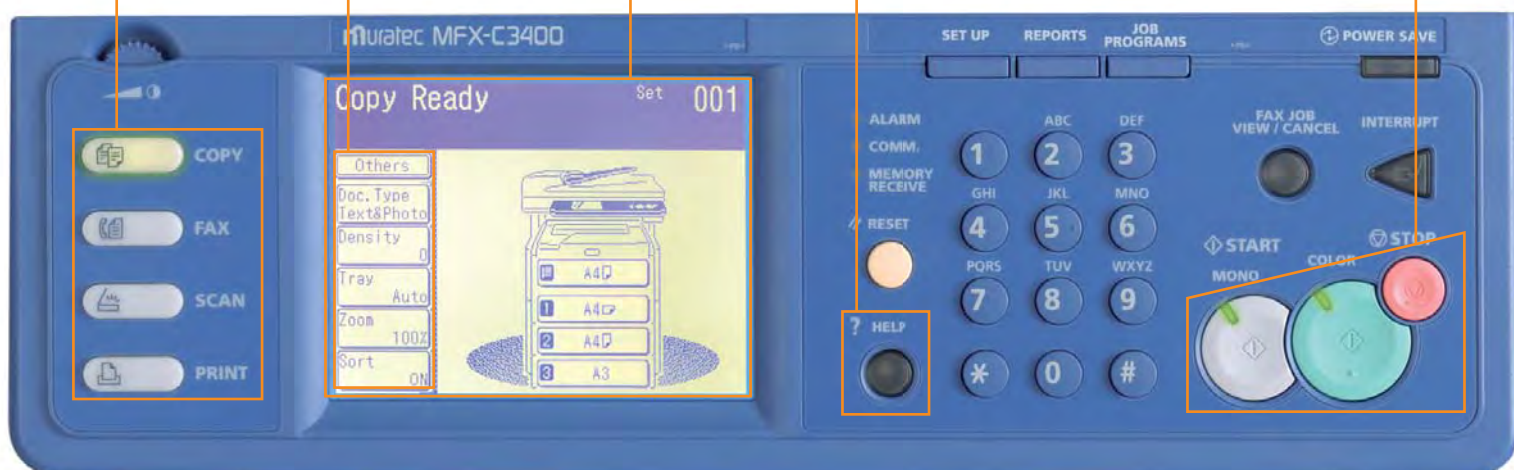 muratec MFX-C3400
COPY
FAX
SCAN
PRINT
Copy Ready
Set 001
Others
Doc.Type
Text&Photo
Density
0
Tray
Auto
Zoom
100%
Sort
ON
A4
1 A4
2 A4
3 A3
SET UP
REPORTS
JOB
PROGRAMS
POWER SAVE
ALARM
COMM.
MEMORY
RECEIVE
RESET
? HELP
ABC DEF
1 2 3
GHI JKL MNO
4 5 6
PQRS TUV WXYZ
7 8 9
* 0 #
FAX JOB
VIEW / CANCEL
INTERRUPT
START
STOP
MONO
COLOR